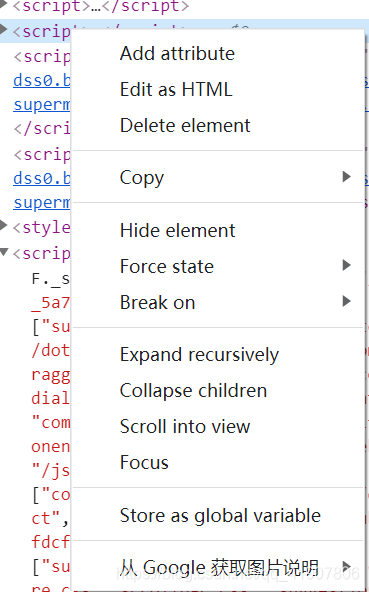 <script>…</script>
<scrip
Add attribute
<scrip
Edit as HTML
dss0.b
superm
Delete element
</scrip
<scrip
dss0.b
Copy
superm
<style
Hide element
<scrip
Force state
F._s
_5a7
Break on
["su
/dot
Expand recursively
ragg
dial
Collapse children
"com
Scroll into view
onen
"/js
Focus
["co
ct",
Store as global variable
fdcf
["su
从 Google 获取图片说明